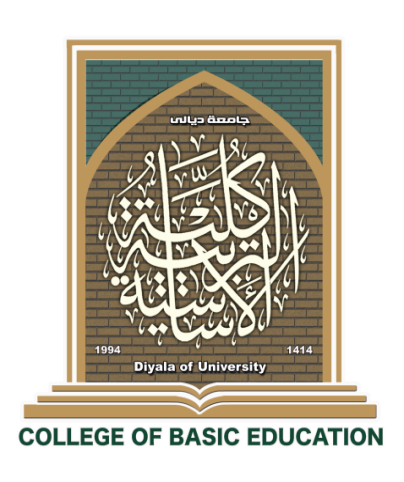 جامعة ديالى
كلية
التربية
الأساسية
1994 1414
Diyala of University
COLLEGE OF BASIC EDUCATION